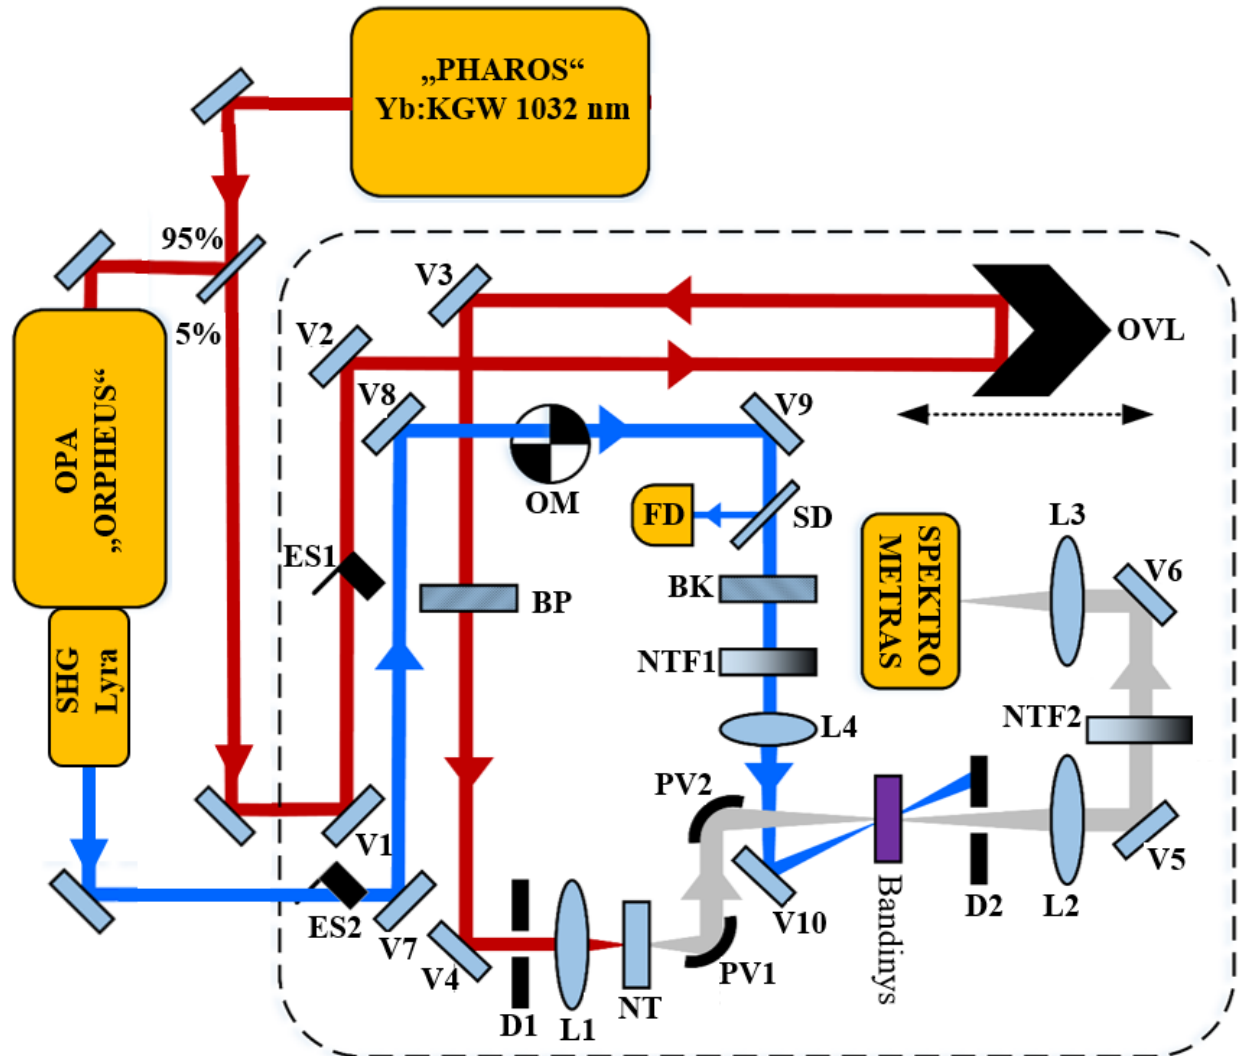 „PHAROS“
Yb:KGW 1032 nm
95%
5%
V3
V2
OVL
V8
V9
OPA
„ORPHEUS“
OM
FD
SD
SPEKTRO
METRAS
L3
ES1
BP
BK
V6
SHG
Lyra
NTF1
NTF2
L4
PV2
V1
V5
ES2
V7
V10
Bandinys
D2
L2
V4
PV1
D1
L1
NT